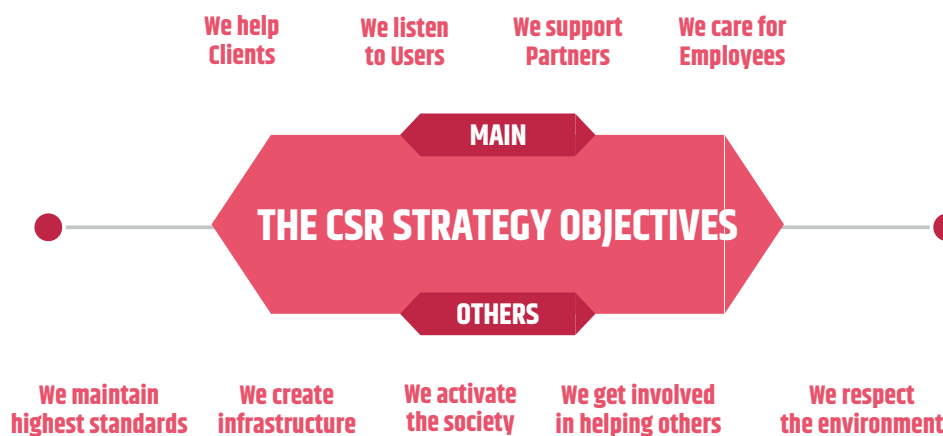 We help
Clients
We listen
to Users
We support
Partners
We care for
Employees
MAIN
THE CSR STRATEGY OBJECTIVES
OTHERS
We maintain
highest standards
We create
infrastructure
We activate
the society
We get involved
in helping others
We respect
the environment